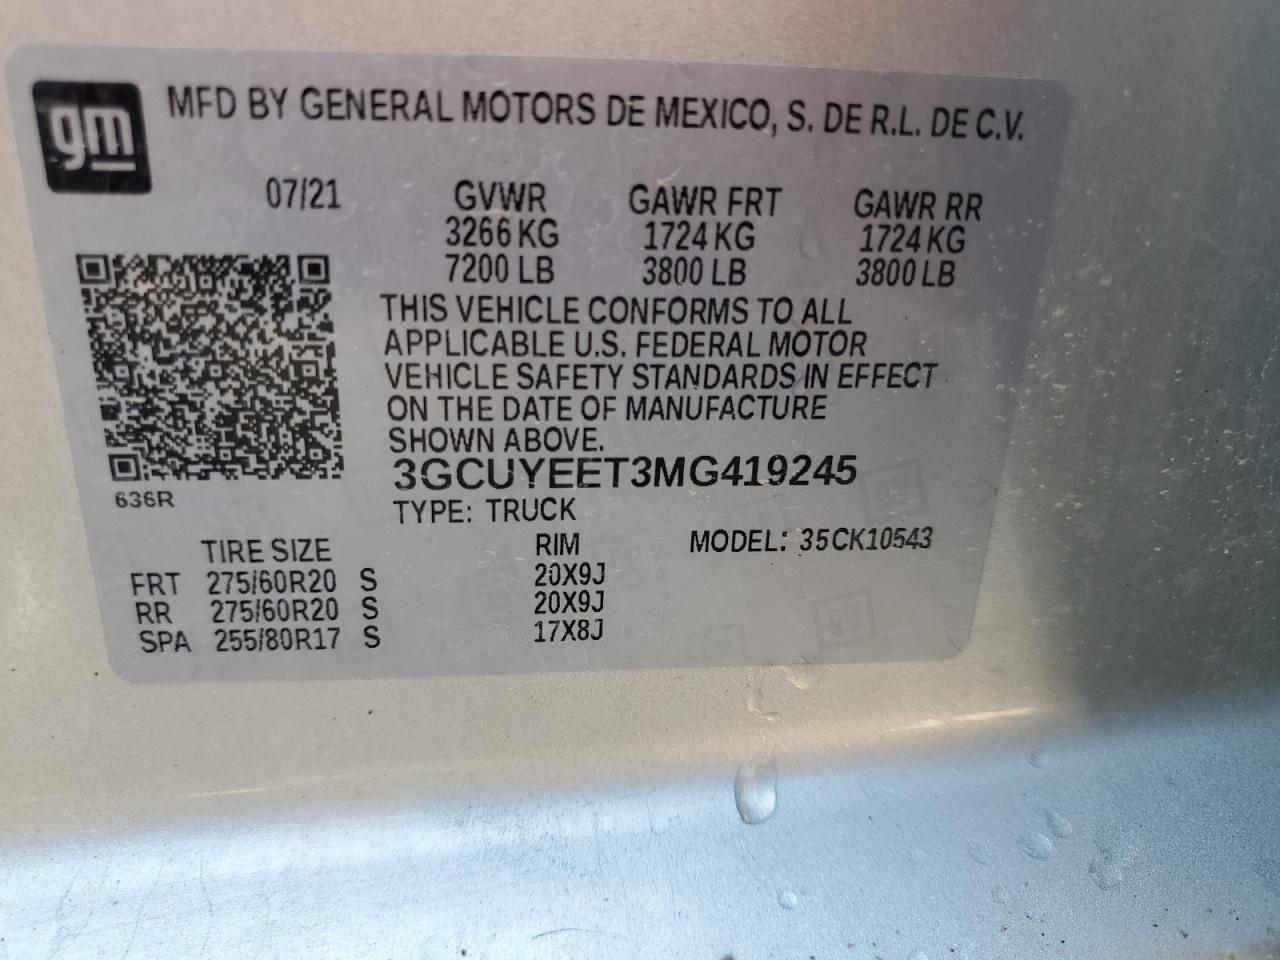 gm
MFD BY GENERAL MOTORS DE MEXICO, S. DE R.L. DE C.V.
07/21 GVWR GAWR FRT GAWR RR
3266 KG 1724 KG 1724 KG
7200 LB 3800 LB 3800 LB
THIS VEHICLE CONFORMS TO ALL
APPLICABLE U.S. FEDERAL MOTOR
VEHICLE SAFETY STANDARDS IN EFFECT
ON THE DATE OF MANUFACTURE
SHOWN ABOVE.
3GCUYEET3MG419245
636R
TYPE: TRUCK
TIRE SIZE RIM MODEL: 35CK10543
FRT 275/60R20 S 20X9J
RR 275/60R20 S 20X9J
SPA 255/80R17 S 17X8J